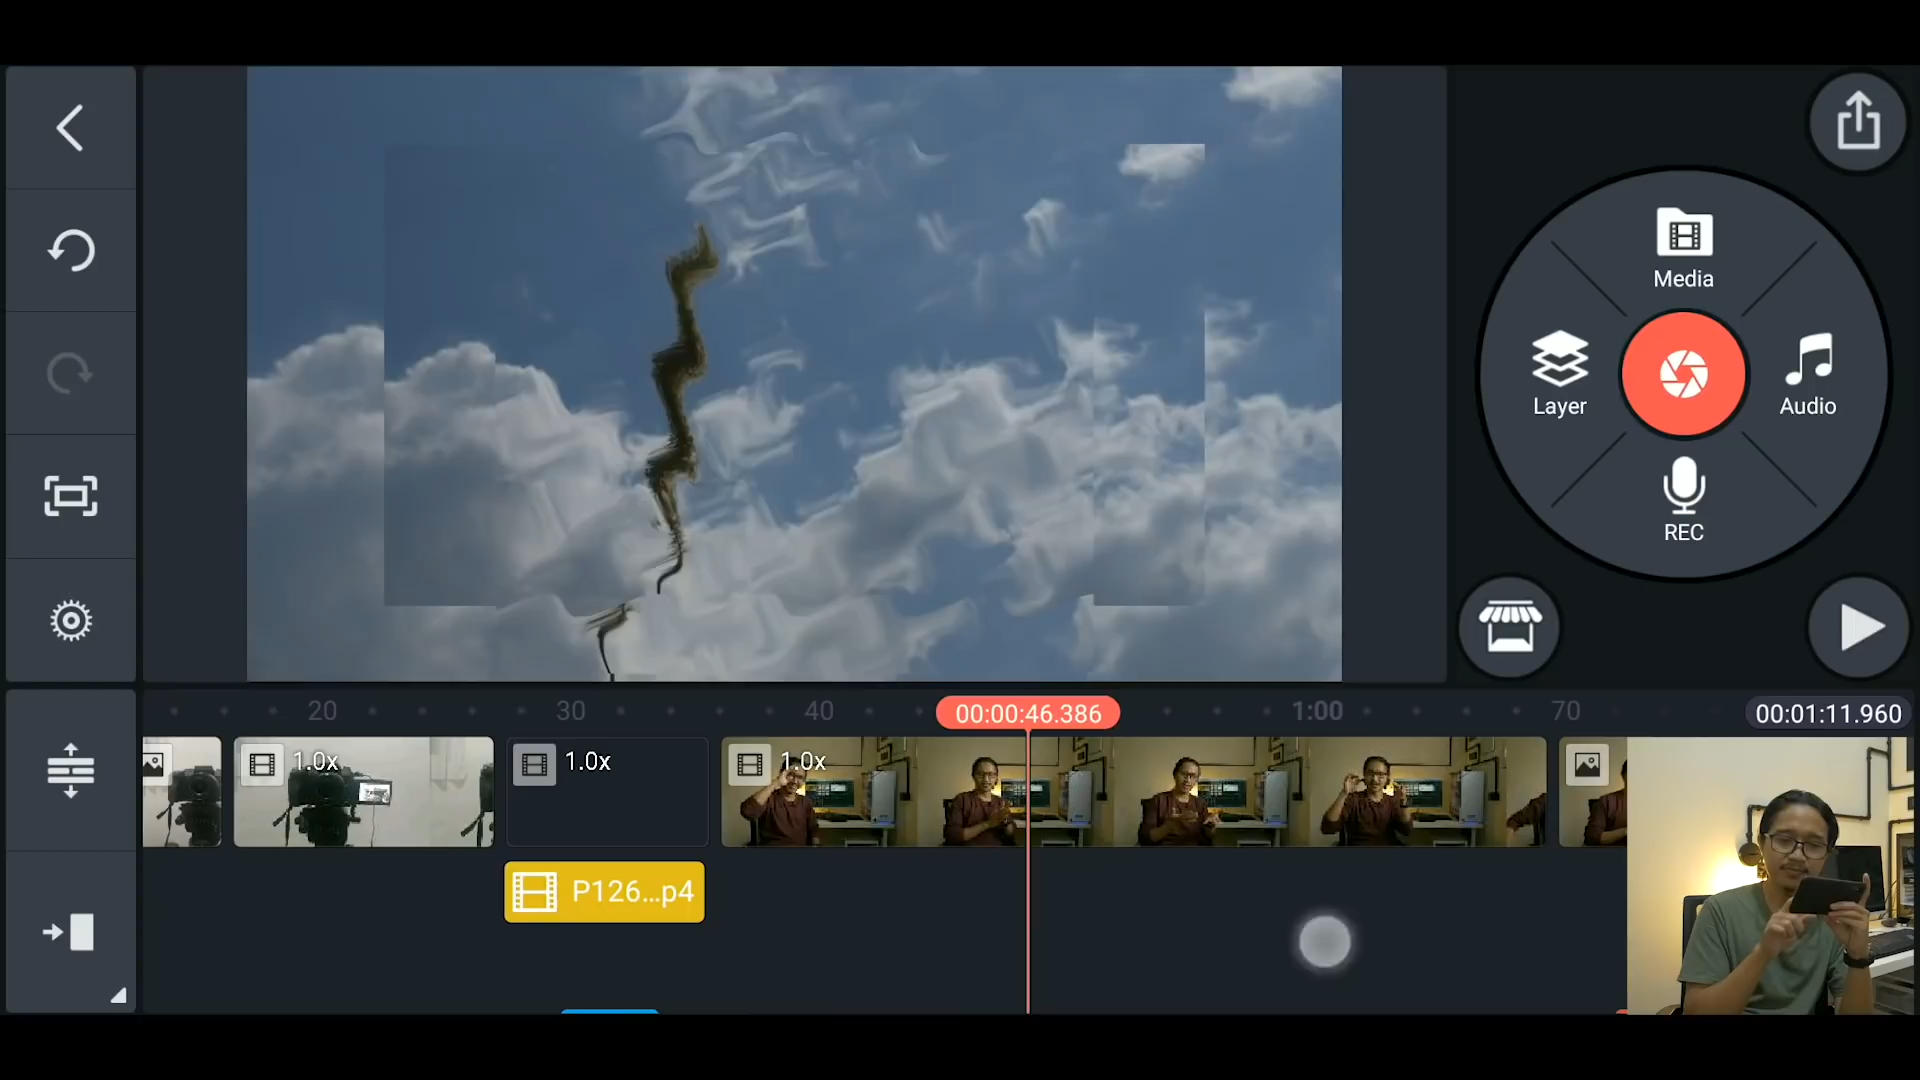 Media
Layer
Audio
REC
20
30
40
00:00:46.386
1:00
70
00:01:11.960
1.0x
1.0x
1.0x
P126...p4